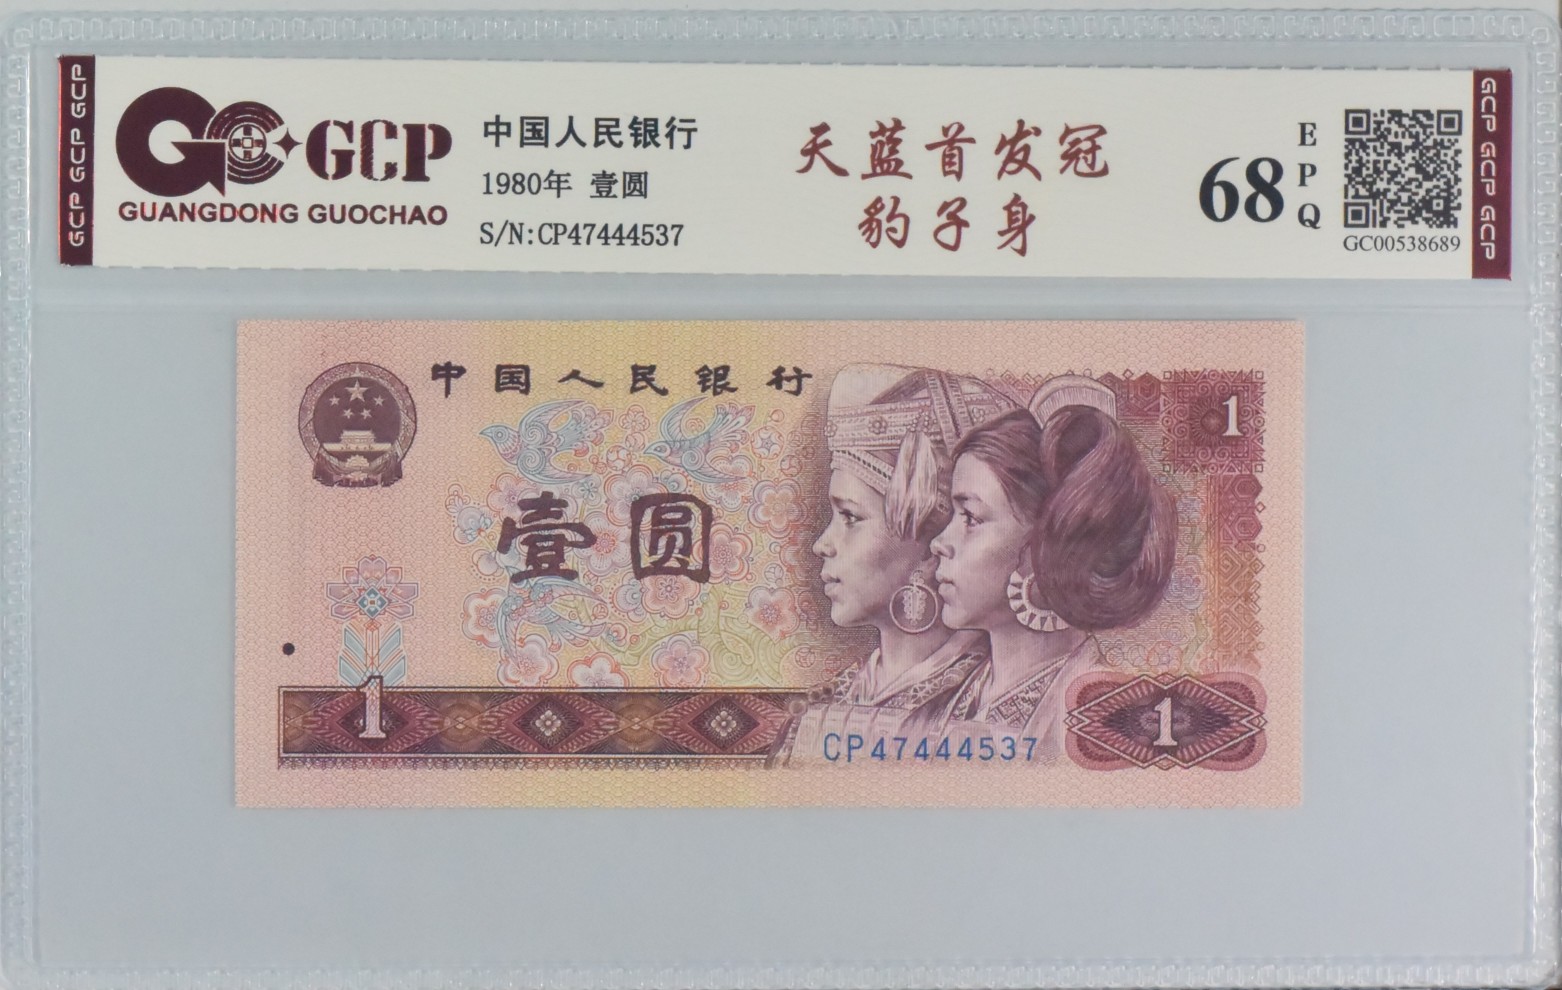 GCP GCP GCP
GCP
GUANGDONG GUOCHAO
中国人民银行
1980年 壹圆
S/N:CP47444537
天蓝首发冠
豹子身
68
E
P
Q
GC00538689
GCP GCP GCP
中国人民银行
1
壹圆
1
CP47444537
1